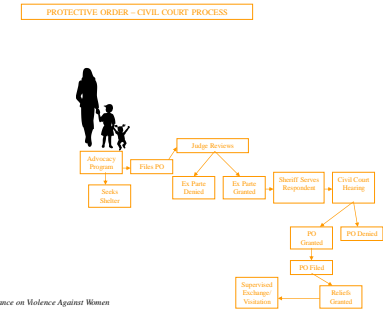 PROTECTIVE ORDER – CIVIL COURT PROCESS
Judge Reviews
Advocacy
Program
Files PO
Seeks
Shelter
Ex Parte
Denied
Ex Parte
Granted
Sheriff Serves
Respondent
Civil Court
Hearing
PO
Granted
PO Denied
PO Filed
Supervised
Exchange/
Visitation
Reliefs
Granted
on Violence Against Women